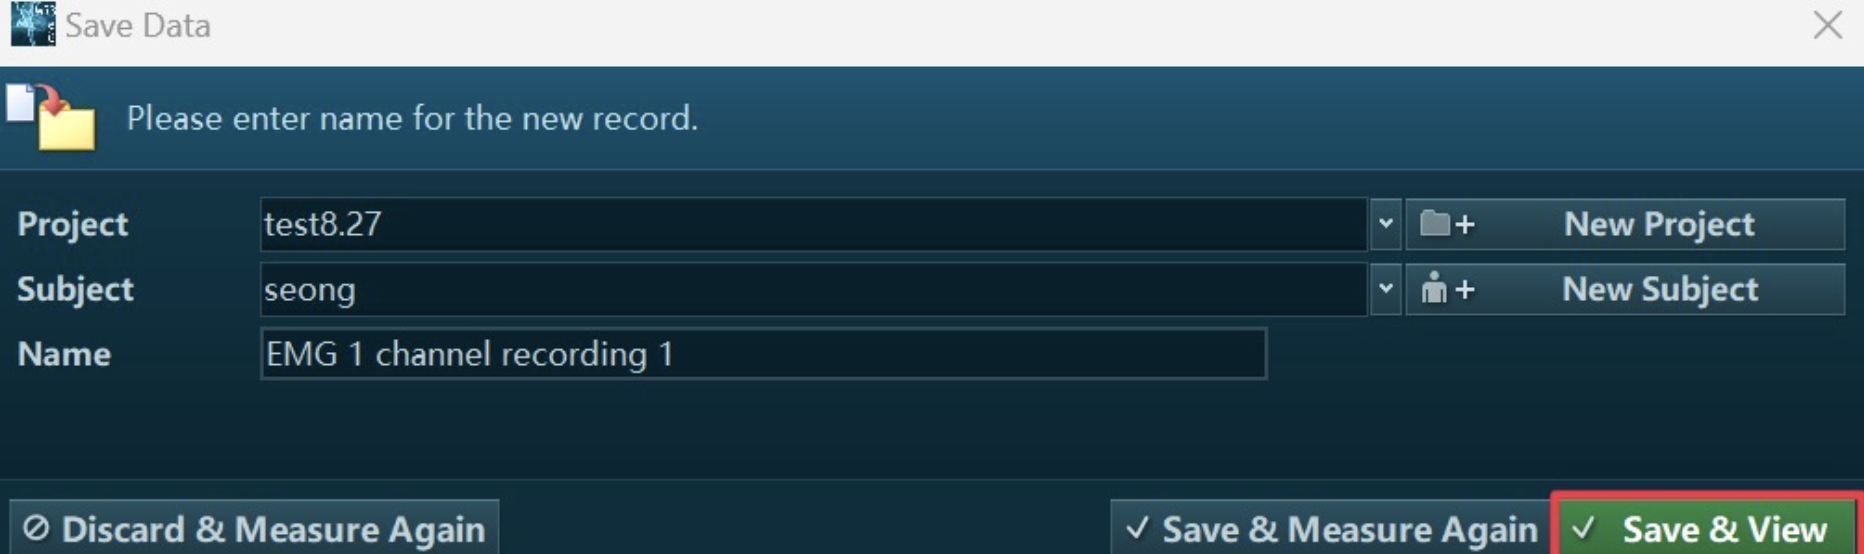 Save Data
Please enter name for the new record.
Project test8.27 New Project
Subject seong New Subject
Name EMG 1 channel recording 1
Discard & Measure Again Save & Measure Again Save & View